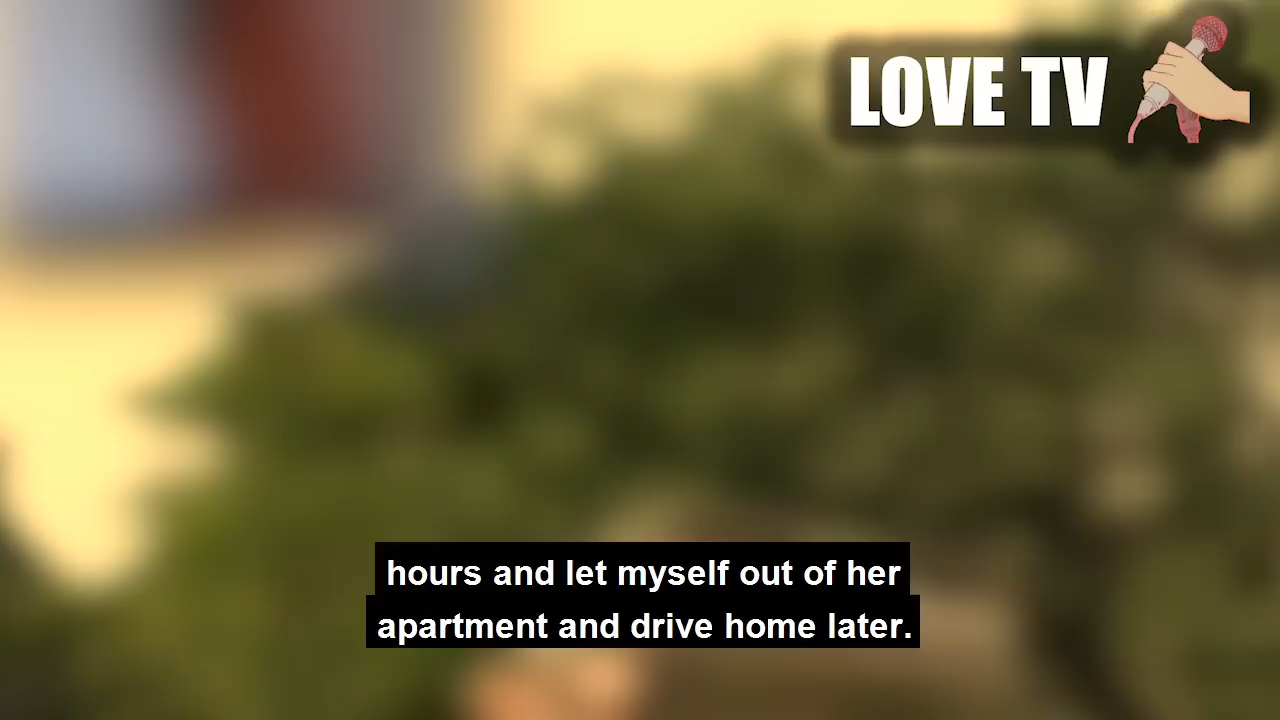 LOVE TV
hours and let myself out of her
apartment and drive home later.